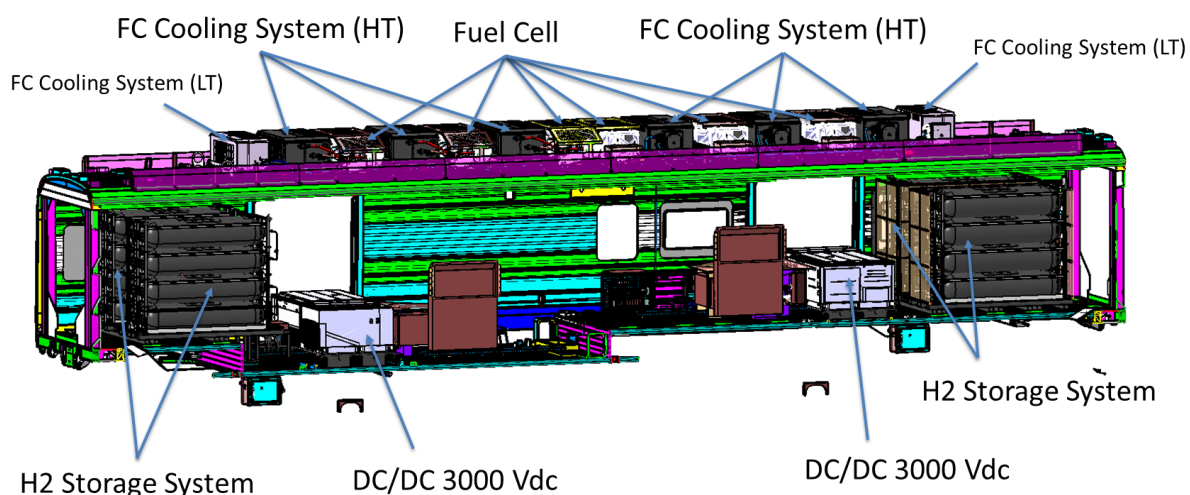 FC Cooling System (HT)
Fuel Cell
FC Cooling System (HT)
FC Cooling System (LT)
FC Cooling System (LT)
H2 Storage System
H2 Storage System
DC/DC 3000 Vdc
DC/DC 3000 Vdc